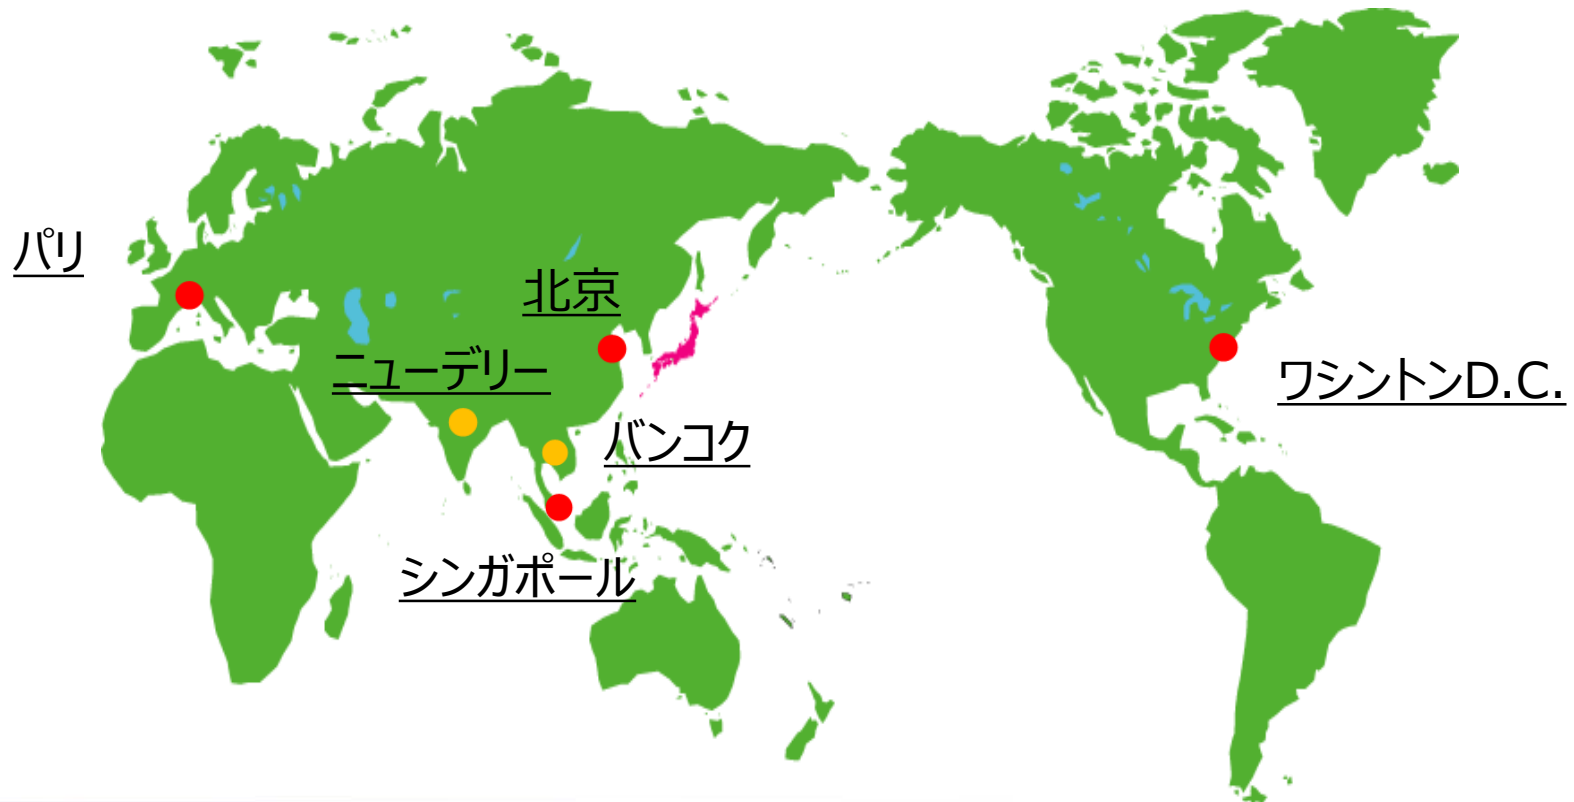 パリ
北京
ニューデリー
ワシントンD.C.
バンコク
シンガポール